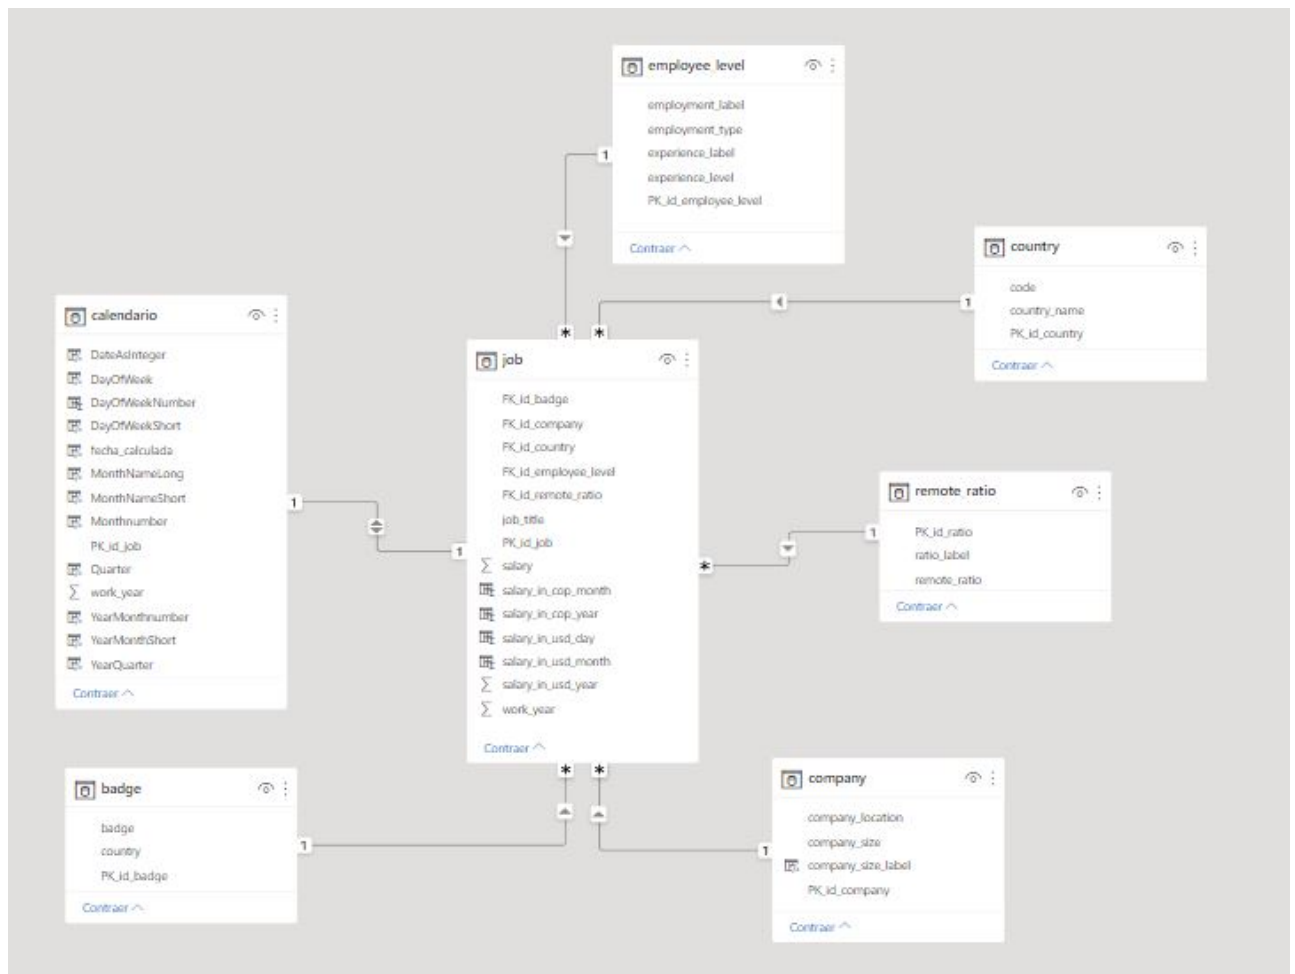 employee_level
employment_label
employment_type
experience_label
experience_level
PK_id_employee_level
Contraer
1
country
code
country_name
PK_id_country
Contraer
1
calendario
DateAsInteger
DayOfWeek
DayOfWeekNumber
DayOfWeekShort
fecha_calculada
MonthNameLong
MonthNameShort
Monthnumber
PK_id_job
Quarter
work_year
YearMonthnumber
YearMonthShort
YearQuarter
Contraer
1
1
*
*
job
FK_id_badge
FK_id_company
FK_id_country
FK_id_employee_level
FK_id_remote_ratio
job_title
PK_id_job
∑ salary
salary_in_cop_month
salary_in_cop_year
salary_in_usd_day
salary_in_usd_month
∑ salary_in_usd_year
∑ work_year
Contraer
*
*
*
remote_ratio
PK_id_ratio
ratio_label
remote_ratio
Contraer
1
badge
badge
country
PK_id_badge
Contraer
1
company
company_location
company_size
company_size_label
PK_id_company
Contraer
1